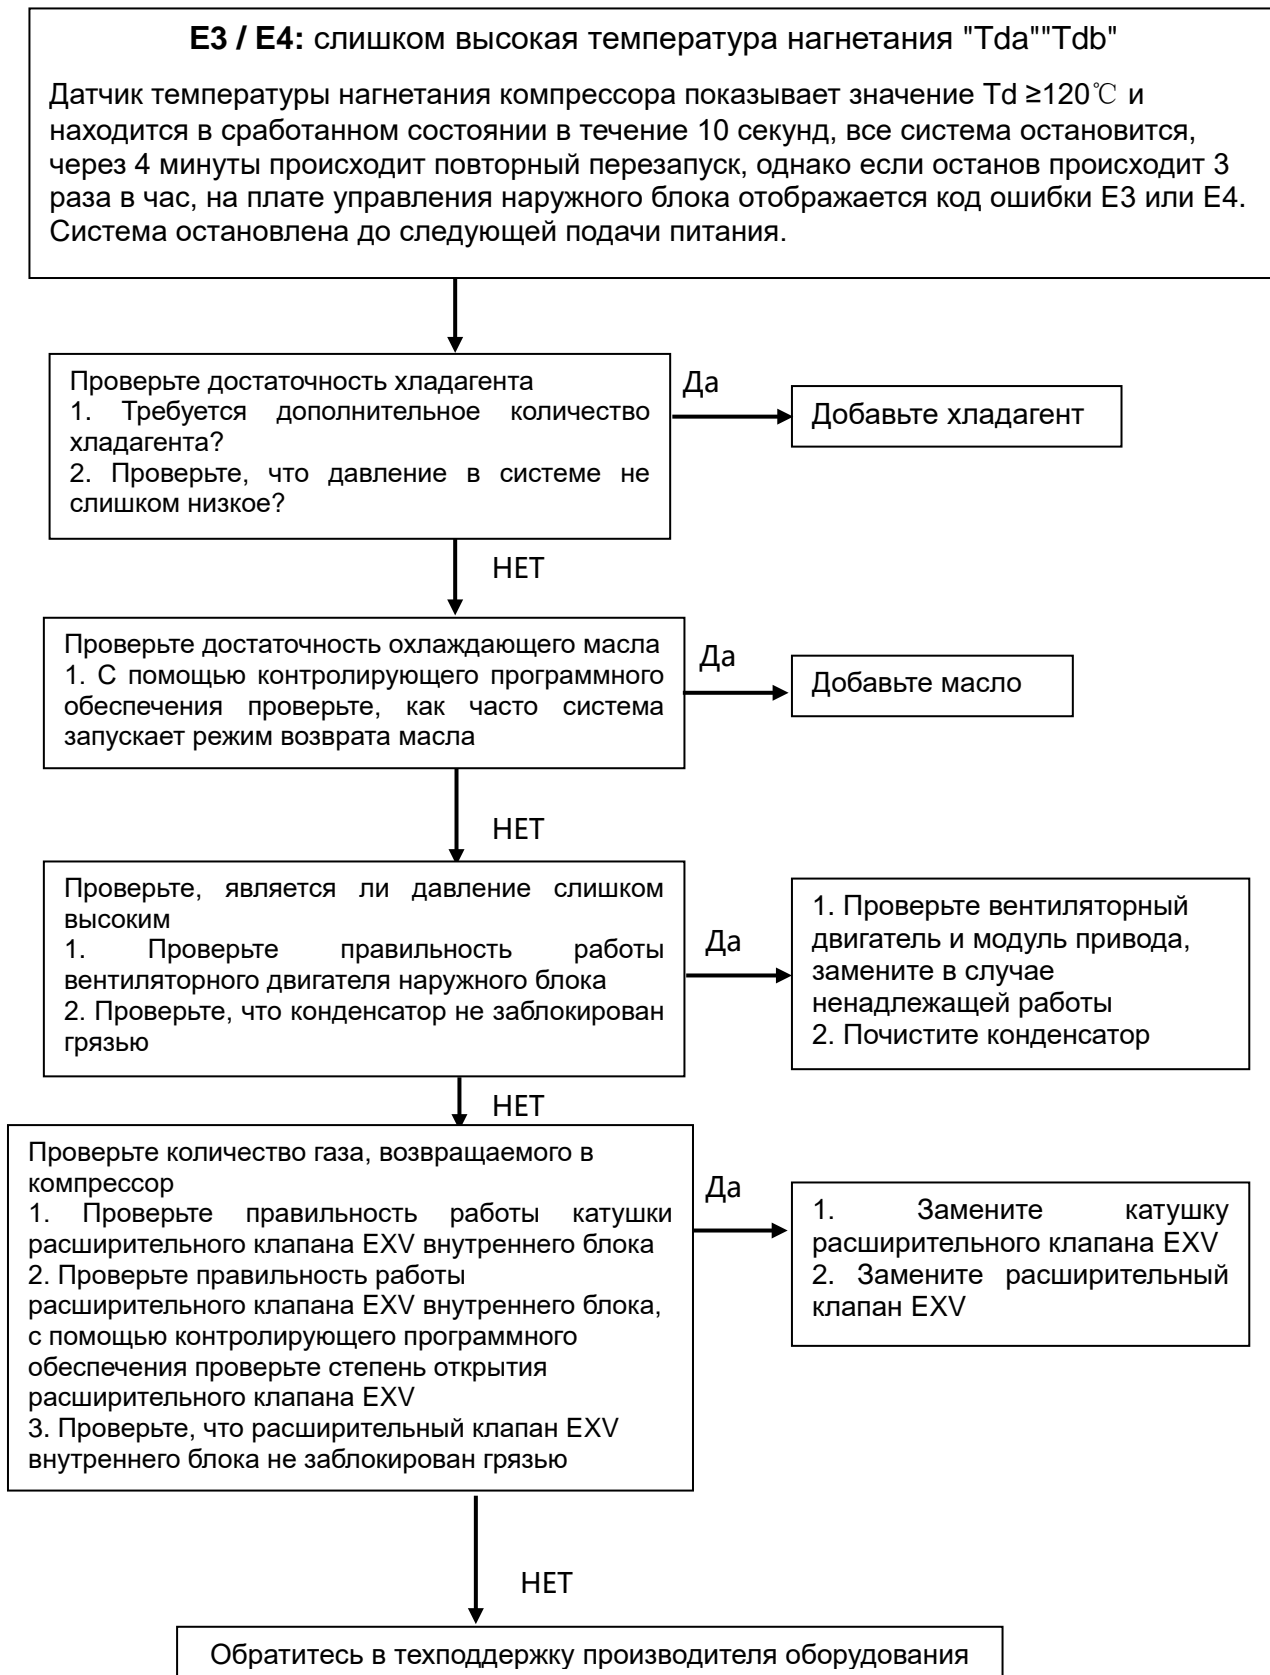 E3 / E4: слишком высокая температура нагнетания "Tda""Tdb"
Датчик температуры нагнетания компрессора показывает значение Td ≥120℃ и
находится в сработанном состоянии в течение 10 секунд, все система остановится,
через 4 минуты происходит повторный перезапуск, однако если останов происходит 3
раза в час, на плате управления наружного блока отображается код ошибки E3 или E4.
Система остановлена до следующей подачи питания.
Проверьте достаточность хладагента
1. Требуется дополнительное количество
хладагента?
2. Проверьте, что давление в системе не
слишком низкое?
Да
Добавьте хладагент
НЕТ
Проверьте достаточность охлаждающего масла
1. С помощью контролирующего программного
обеспечения проверьте, как часто система
запускает режим возврата масла
Да
Добавьте масло
НЕТ
Проверьте, является ли давление слишком
высоким
1. Проверьте правильность работы
вентиляторного двигателя наружного блока
2. Проверьте, что конденсатор не заблокирован
грязью
Да
1. Проверьте вентиляторный
двигатель и модуль привода,
замените в случае
ненадлежащей работы
2. Почистите конденсатор
НЕТ
Проверьте количество газа, возвращаемого в
компрессор
1. Проверьте правильность работы катушки
расширительного клапана EXV внутреннего блока
2. Проверьте правильность работы
расширительного клапана EXV внутреннего блока,
с помощью контролирующего программного
обеспечения проверьте степень открытия
расширительного клапана EXV
3. Проверьте, что расширительный клапан EXV
внутреннего блока не заблокирован грязью
Да
1. Замените катушку
расширительного клапана EXV
2. Замените расширительный
клапан EXV
НЕТ
Обратитесь в техподдержку производителя оборудования